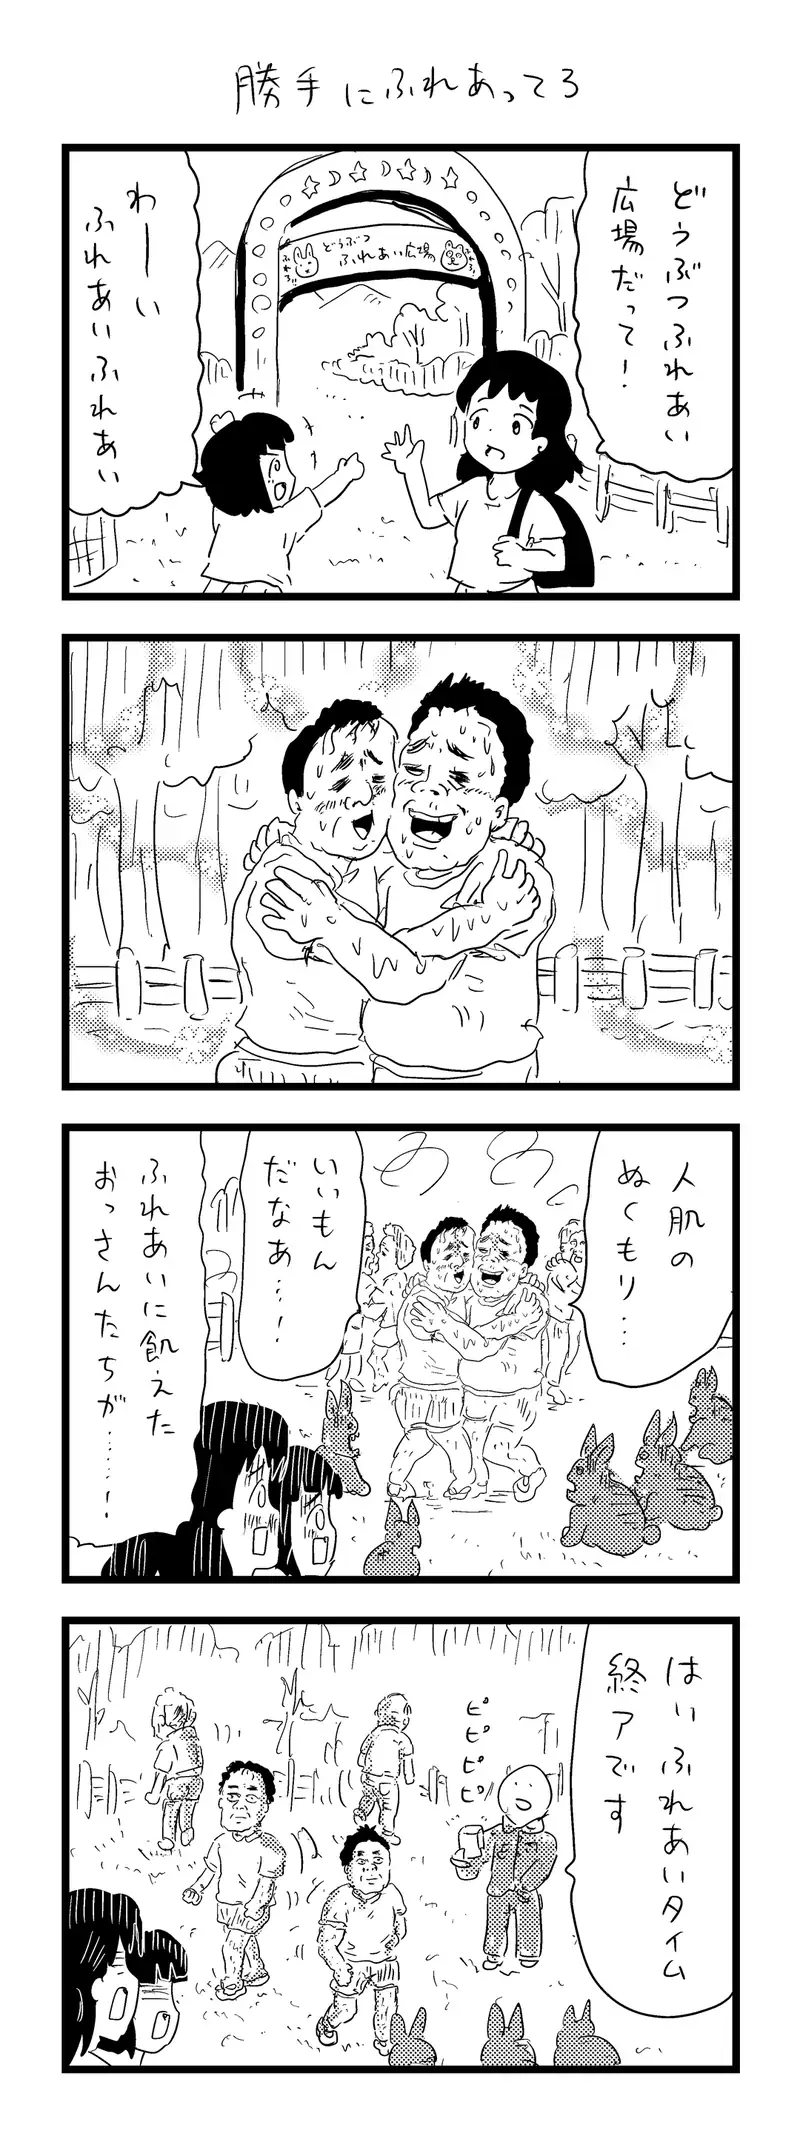 勝手にふれあってろ
どうぶつふれあい
広場だって!
どうぶつ
ふれあい広場
わーい
ふれあいふれあい
人肌の
ぬくもり…
いいもん
だなあ…!
ふれあいに飢えた
おっさんたちが……!
はいふれあいタイム
終了です
ピピピピ